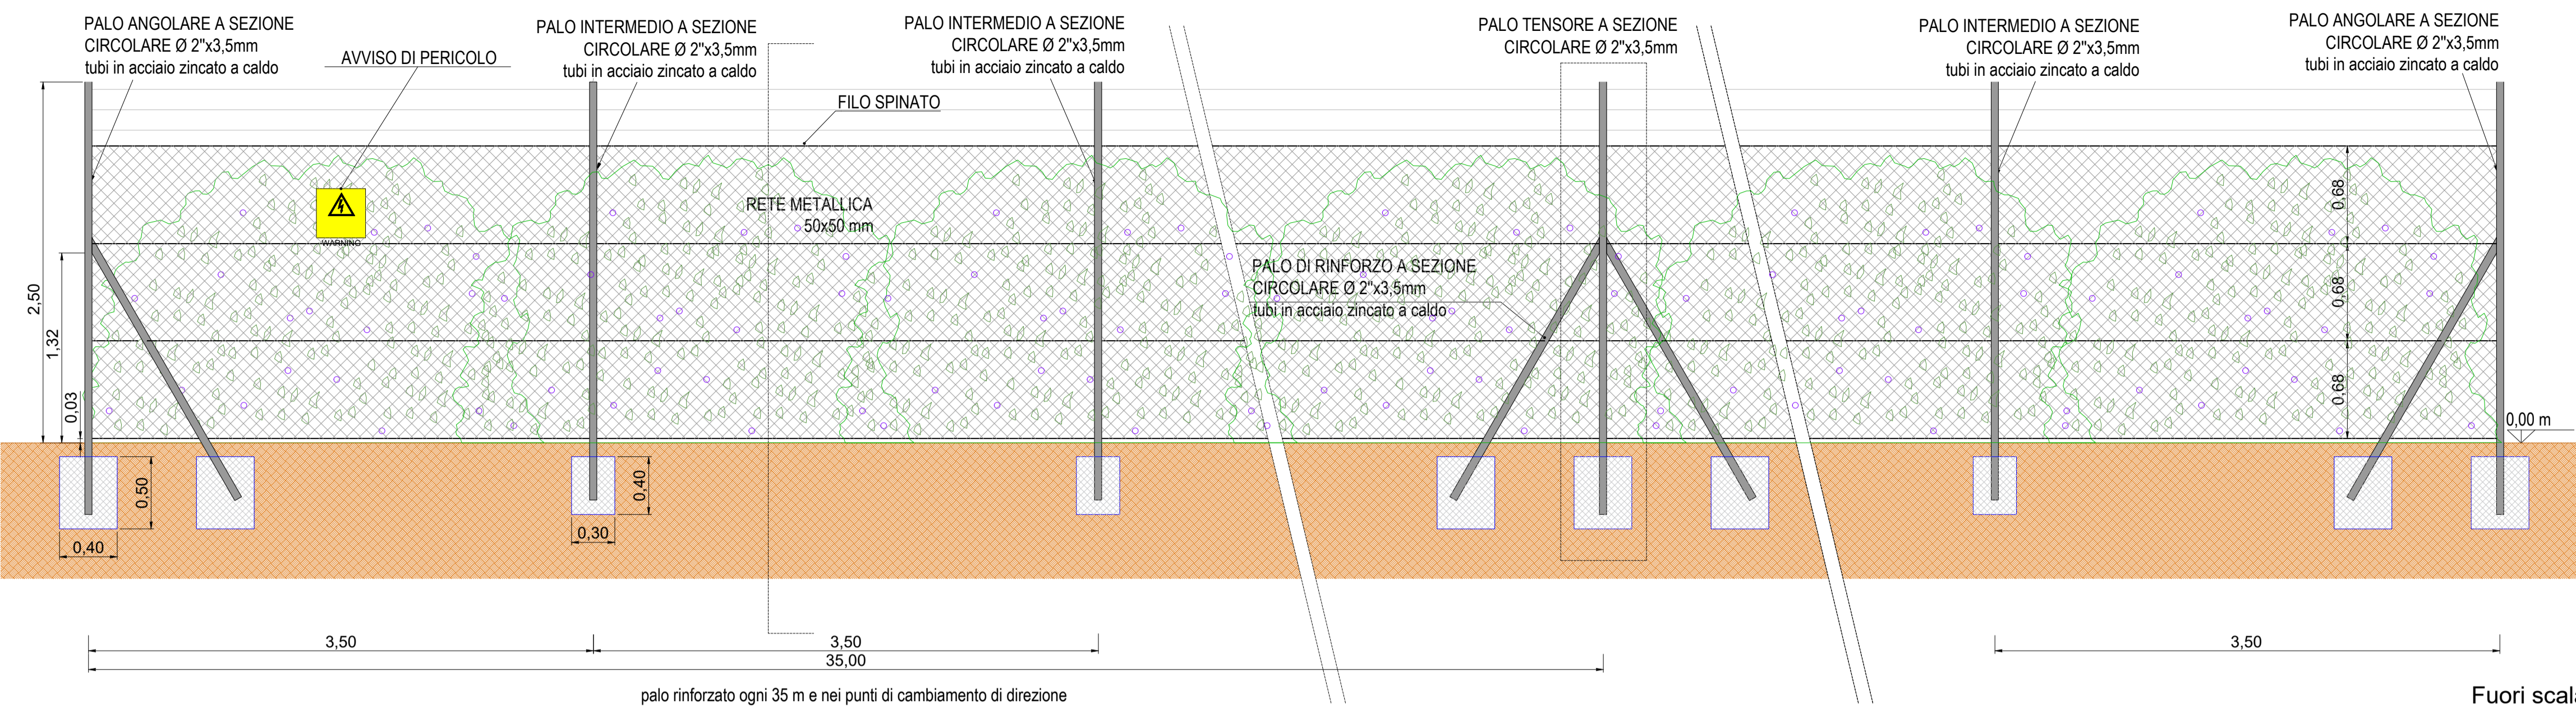 PALO ANGOLARE A SEZIONE
CIRCOLARE Ø 2"x3,5mm
tubi in acciaio zincato a caldo
AVVISO DI PERICOLO
PALO INTERMEDIO A SEZIONE
CIRCOLARE Ø 2"x3,5mm
tubi in acciaio zincato a caldo
FILO SPINATO
PALO INTERMEDIO A SEZIONE
CIRCOLARE Ø 2"x3,5mm
tubi in acciaio zincato a caldo
PALO TENSORE A SEZIONE
CIRCOLARE Ø 2"x3,5mm
PALO INTERMEDIO A SEZIONE
CIRCOLARE Ø 2"x3,5mm
tubi in acciaio zincato a caldo
PALO ANGOLARE A SEZIONE
CIRCOLARE Ø 2"x3,5mm
tubi in acciaio zincato a caldo
WARNING
RETE METALLICA
50x50 mm
PALO DI RINFORZO A SEZIONE
CIRCOLARE Ø 2"x3,5mm
tubi in acciaio zincato a caldo
2,50
1,32
0,03
0,68
0,68
0,68
0,00 m
0,50
0,40
0,40
0,30
3,50
3,50
35,00
3,50
palo rinforzato ogni 35 m e nei punti di cambiamento di direzione
Fuori scala